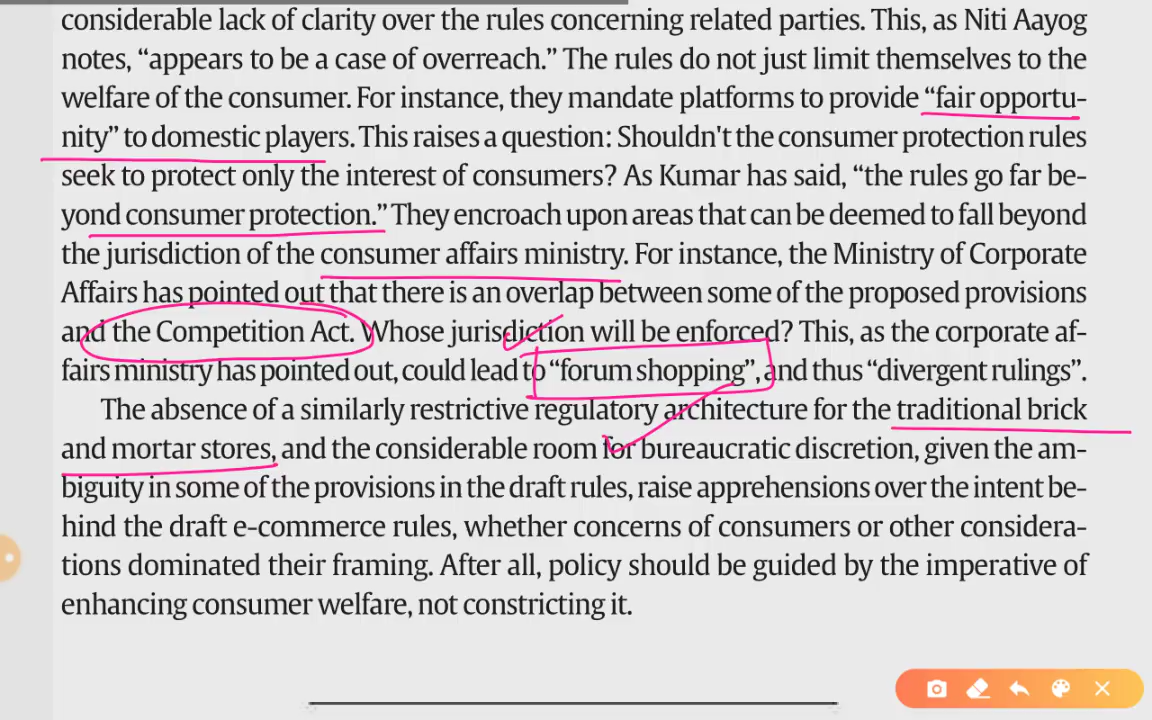 considerable lack of clarity over the rules concerning related parties. This, as Niti Aayog
notes, “appears to be a case of overreach.” The rules do not just limit themselves to the
welfare of the consumer. For instance, they mandate platforms to provide “fair opportu-
nity” to domestic players. This raises a question: Shouldn't the consumer protection rules
seek to protect only the interest of consumers? As Kumar has said, “the rules go far be-
yond consumer protection.” They encroach upon areas that can be deemed to fall beyond
the jurisdiction of the consumer affairs ministry. For instance, the Ministry of Corporate
Affairs has pointed out that there is an overlap between some of the proposed provisions
and the Competition Act. Whose jurisdiction will be enforced? This, as the corporate af-
fairs ministry has pointed out, could lead to “forum shopping”, and thus “divergent rulings”.
The absence of a similarly restrictive regulatory architecture for the traditional brick
and mortar stores, and the considerable room for bureaucratic discretion, given the am-
biguity in some of the provisions in the draft rules, raise apprehensions over the intent be-
hind the draft e-commerce rules, whether concerns of consumers or other considera-
tions dominated their framing. After all, policy should be guided by the imperative of
enhancing consumer welfare, not constricting it.